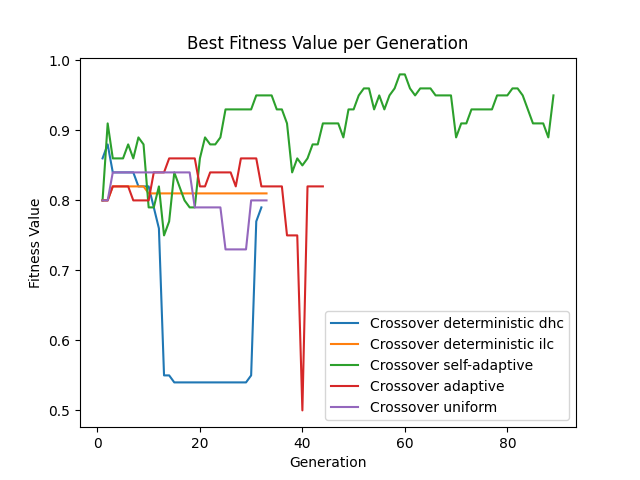 Best Fitness Value per Generation
1.0
0.9
0.8
0.7
0.6
0.5
Fitness Value
0
20
40
60
80
Generation
Crossover deterministic dhc
Crossover deterministic ilc
Crossover self-adaptive
Crossover adaptive
Crossover uniform